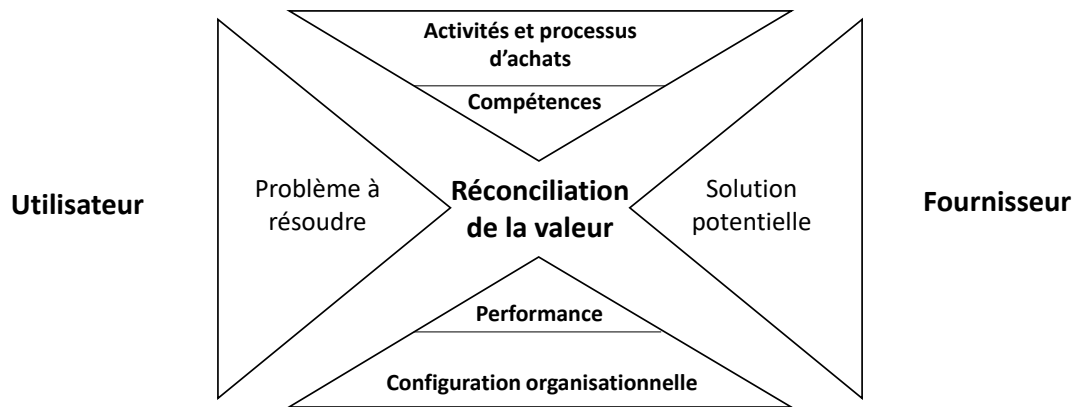 Activités et processus
d’achats
Compétences
Utilisateur
Problème à
résoudre
Réconciliation
de la valeur
Solution
potentielle
Fournisseur
Performance
Configuration organisationnelle